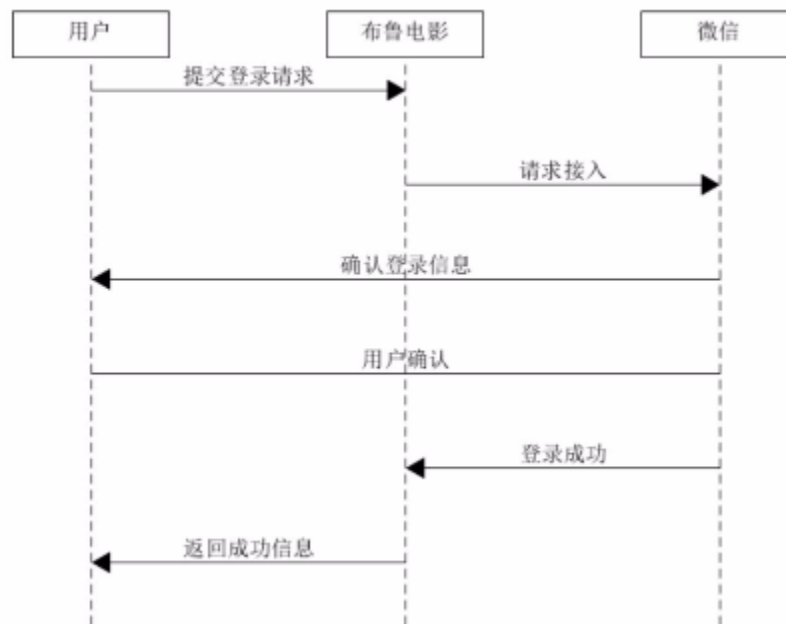 用户
布鲁电影
微信
提交登录请求
请求接入
确认登录信息
用户确认
登录成功
返回成功信息